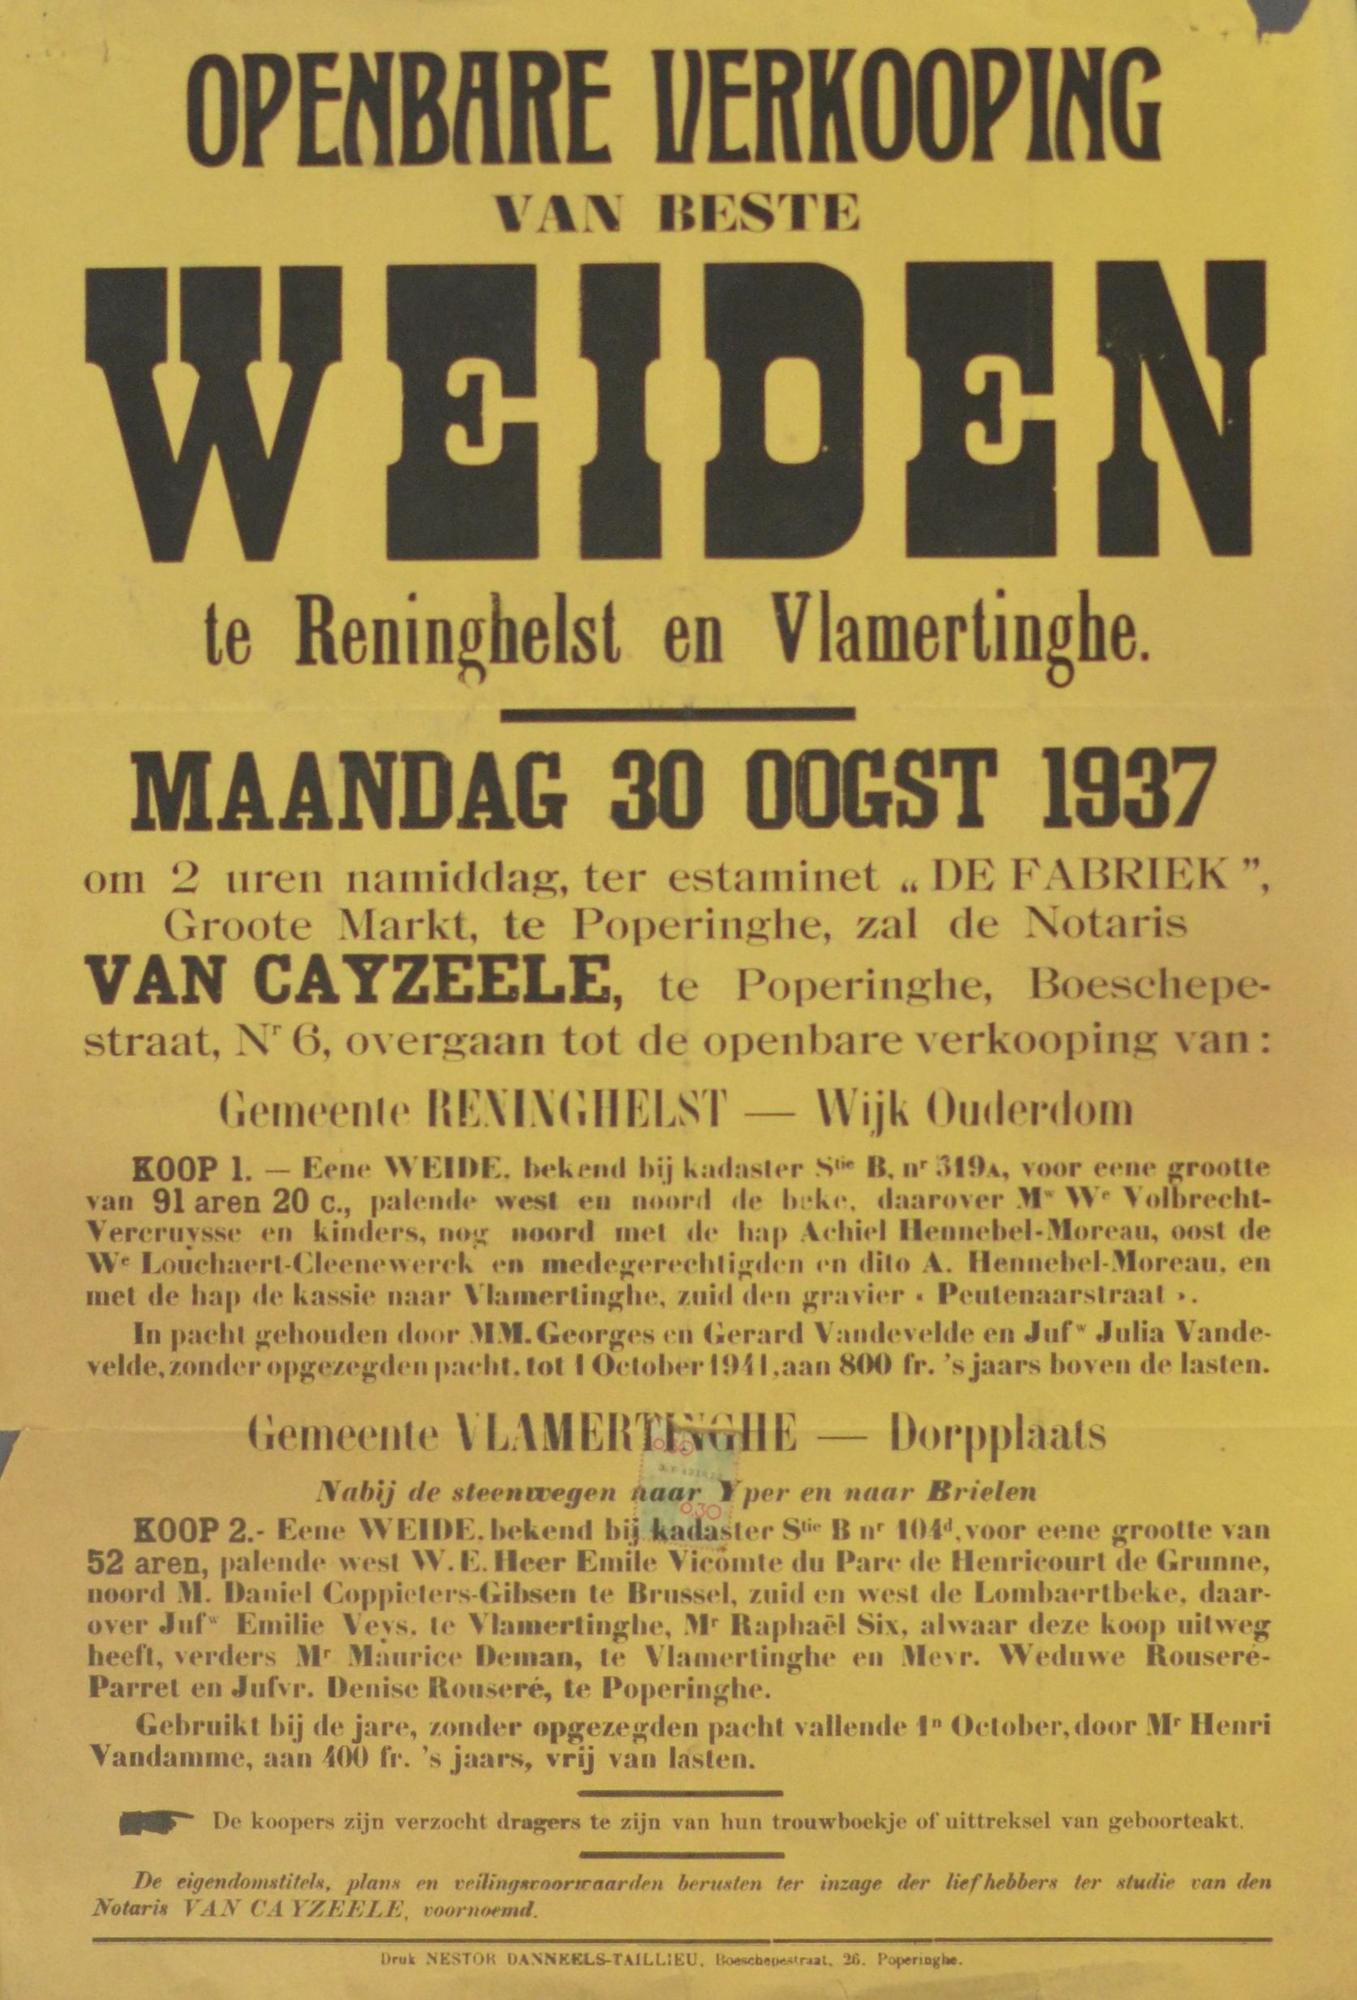 OPENBARE VERKOOPING
VAN BESTE
WEIDEN
te Reninghelst en Vlamertinghe.
MAANDAG 30 OOGST 1937
om 2 uren namiddag, ter estaminet „ DE FABRIEK ”,
Groote Markt, te Poperinghe, zal de Notaris
VAN CAYZEELE, te Poperinghe, Boeschepe-
straat, Nr 6, overgaan tot de openbare verkooping van :
Gemeente RENINGHELST — Wijk Ouderdom
KOOP 1. — Eene WEIDE, bekend bij kadaster Stie B, nr 319A, voor eene grootte
van 91 aren 20 c., palende west en noord de beke, daarover Mw We Volbrecht-
Vercruysse en kinders, nog noord met de hap Achiel Hennebel-Moreau, oost de
We Louchaert-Cleenewerck en medegerechtigden en dito A. Hennebel-Moreau, en
met de hap de kassie naar Vlamertinghe, zuid den gravier « Peutenaarstraat ».
In pacht gehouden door MM. Georges en Gerard Vandevelde en Jufw Julia Vande-
velde, zonder opgezegden pacht, tot 1 October 1941, aan 800 fr. 's jaars boven de lasten.
Gemeente VLAMERTINGHE — Dorpplaats
Nabij de steenwegen naar Yper en naar Brielen
KOOP 2.- Eene WEIDE, bekend bij kadaster Stie B nr 104d, voor eene grootte van
52 aren, palende west W. E. Heer Emile Vicomte du Parc de Henricourt de Grunne,
noord M. Daniel Coppieters-Gibsen te Brussel, zuid en west de Lombaertbeke, daar-
over Jufw Emilie Veys, te Vlamertinghe, Mr Raphaël Six, alwaar deze koop uitweg
heeft, verders Mr Maurice Deman, te Vlamertinghe en Mevr. Weduwe Rouseré-
Parret en Jufvr. Denise Rouseré, te Poperinghe.
Gebruikt bij de jare, zonder opgezegden pacht vallende 1n October, door Mr Henri
Vandamme, aan 400 fr. 's jaars, vrij van lasten.
De koopers zijn verzocht dragers te zijn van hun trouwboekje of uittreksel van geboorteakt.
De eigendomstitels, plans en veilingsvoorwaarden berusten ter inzage der liefhebbers ter studie van den
Notaris VAN CAYZEELE, voornoemd.
Druk NESTOR DANNEELS-TAILLIEU, Boeschepestraat, 26. Poperinghe.
0.30
0.30